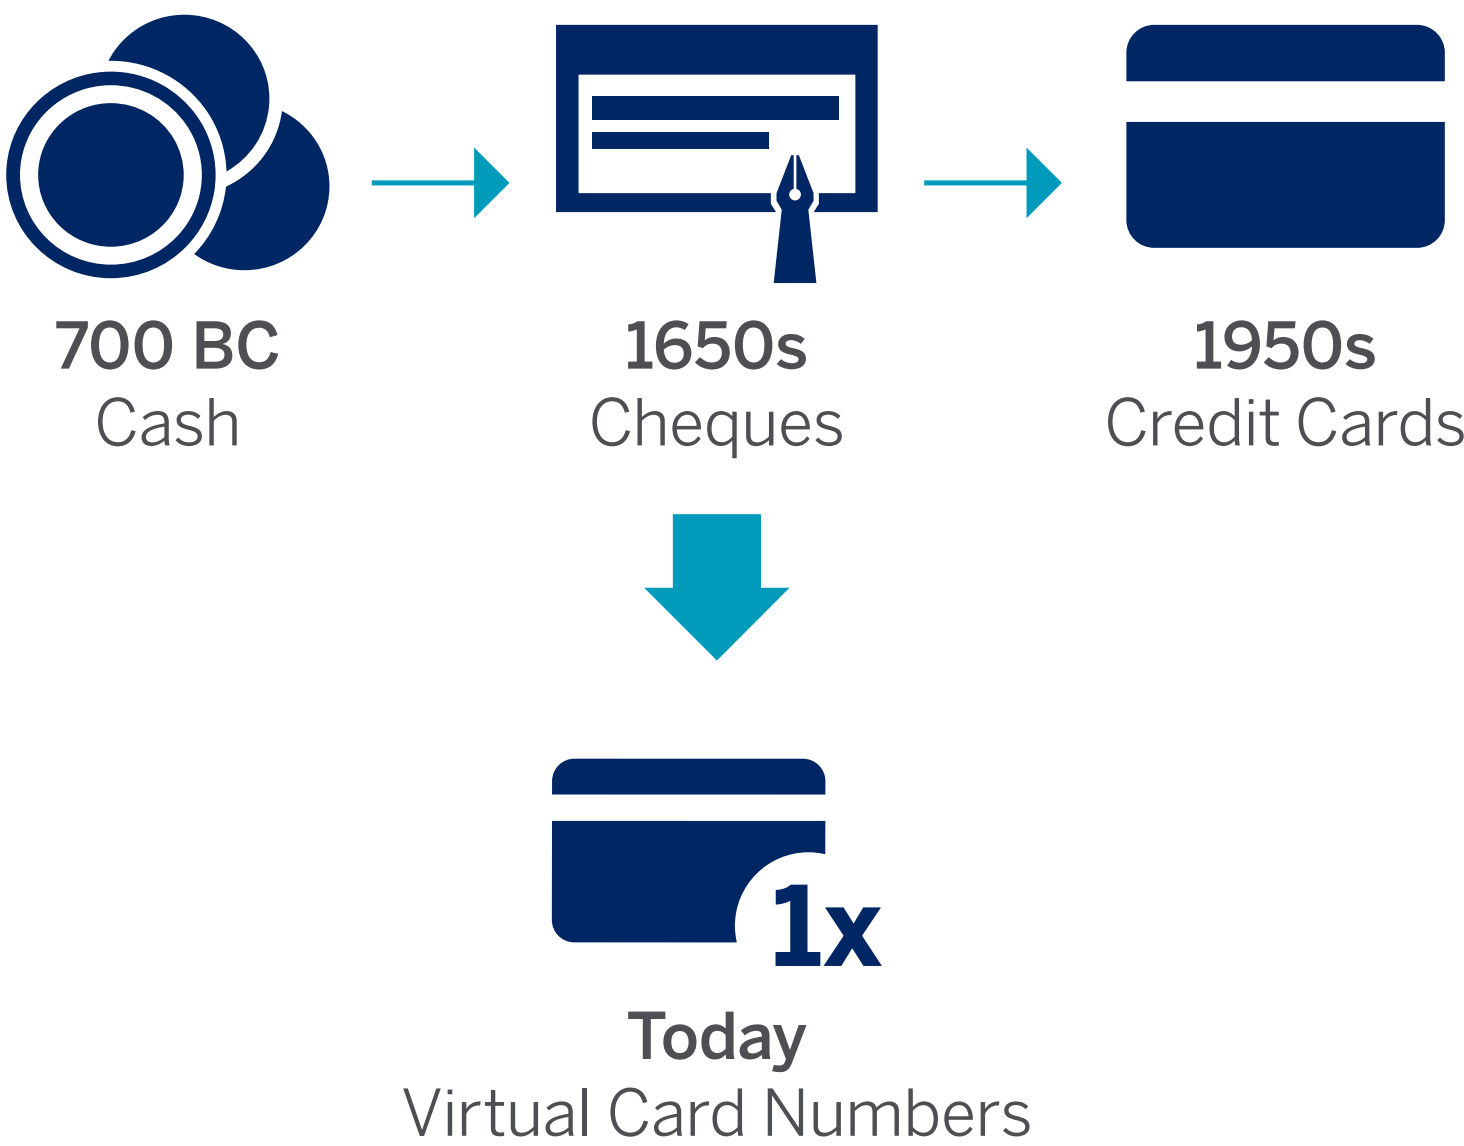 700 BC
Cash
1650s
Cheques
1950s
Credit Cards
1x
Today
Virtual Card Numbers